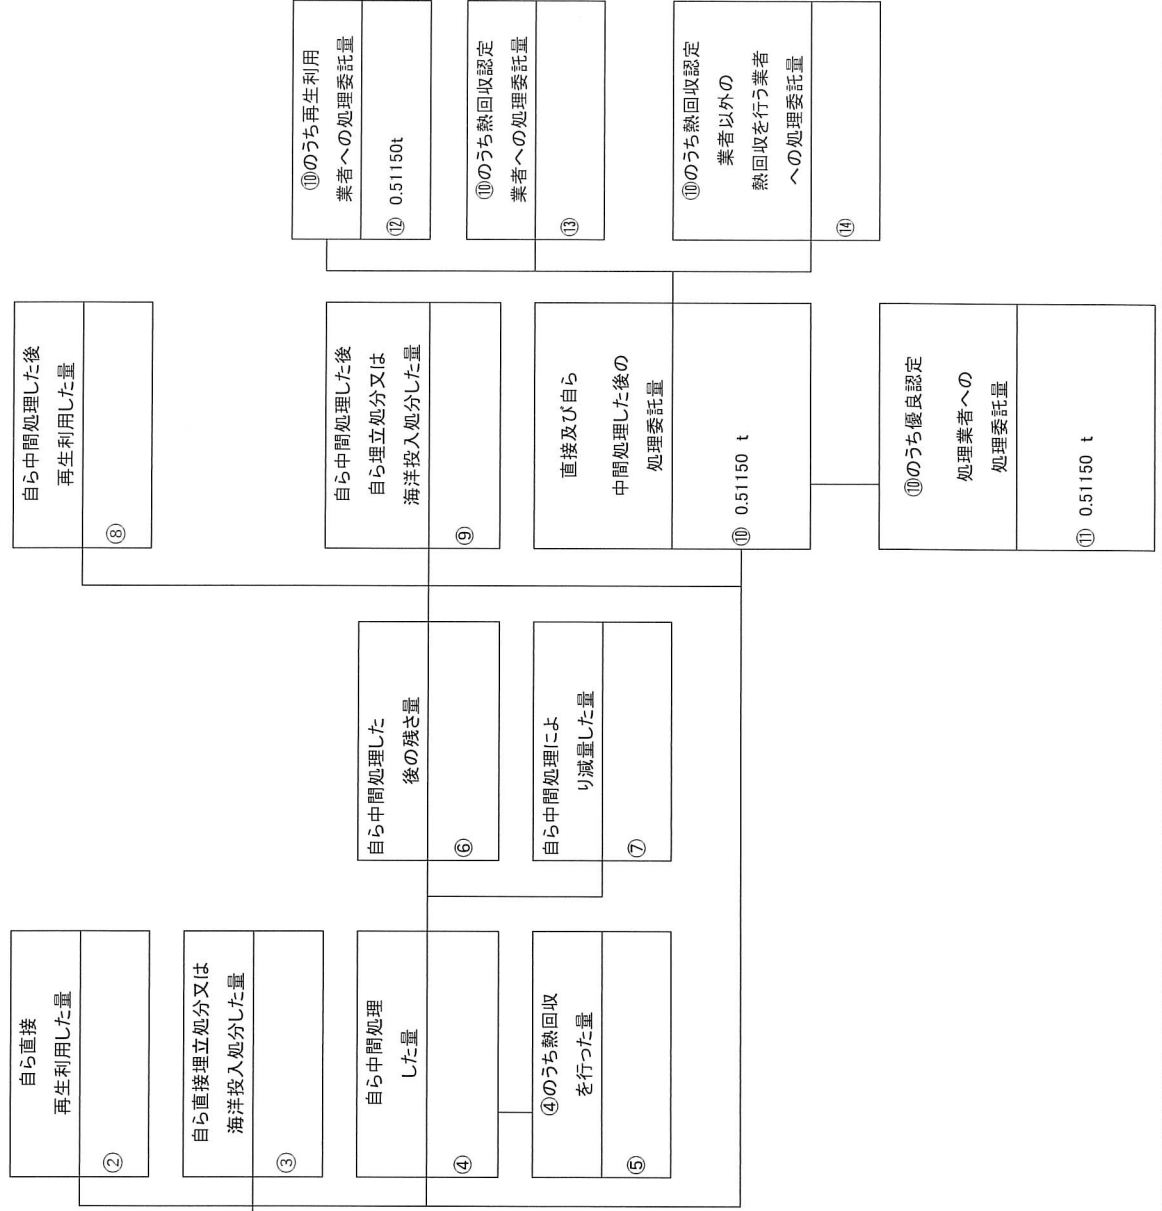 自ら直接
再生利用した量
②
自ら直接埋立処分又は
海洋投入処分した量
③
自ら中間処理
した量
④
④のうち熱回収
を行った量
⑤
自ら中間処理した
後の残さ量
⑥
自ら中間処理によ
り減量した量
⑦
自ら中間処理した後
再生利用した量
⑧
自ら中間処理した後
自ら埋立処分又は
海洋投入処分した量
⑨
直接及び自ら
中間処理した後の
処理委託量
⑩ 0.51150 t
⑩のうち優良認定
処理業者への
処理委託量
⑪ 0.51150 t
⑩のうち再生利用
業者への処理委託量
⑫ 0.51150t
⑩のうち熱回収認定
業者への処理委託量
⑬
⑩のうち熱回収認定
業者以外の
熱回収を行う業者
への処理委託量
⑭